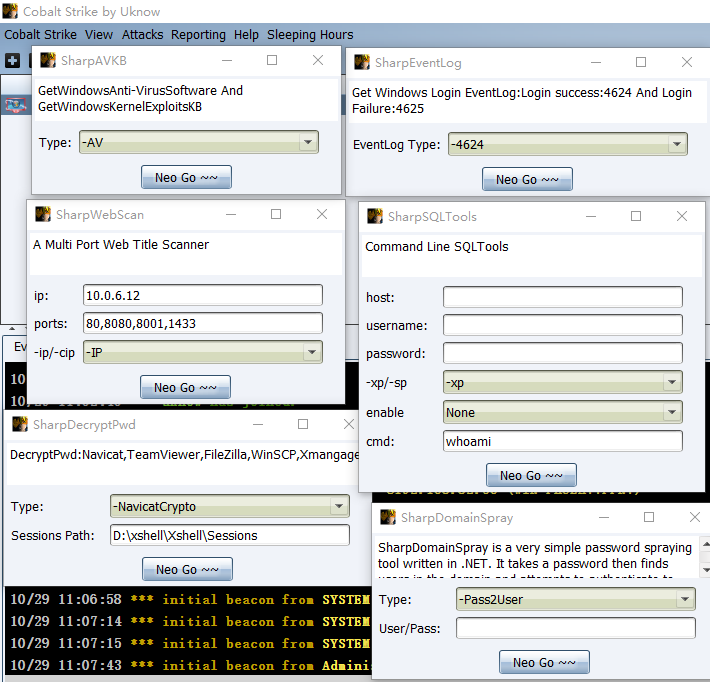 Cobalt Strike by Uknow
Cobalt Strike View Attacks Reporting Help Sleeping Hours
SharpAVKB
GetWindowsAnti-VirusSoftware And
GetWindowsKernelExploitsKB
Type: -AV
Neo Go ~~
SharpEventLog
Get Windows Login EventLog:Login success:4624 And Login
Failure:4625
EventLog Type: -4624
Neo Go ~~
SharpWebScan
A Multi Port Web Title Scanner
ip: 10.0.6.12
ports: 80,8080,8001,1433
-ip/-cip -IP
Neo Go ~~
SharpSQLTools
Command Line SQLTools
host:
username:
password:
-xp/-sp -xp
enable None
cmd: whoami
Neo Go ~~
Ev
10
SharpDecryptPwd
DecryptPwd:Navicat,TeamViewer,FileZilla,WinSCP,Xmangage
Type: -NavicatCrypto
Sessions Path: D:\xshell\Xshell\Sessions
Neo Go ~~
SharpDomainSpray
SharpDomainSpray is a very simple password spraying
tool written in .NET. It takes a password then finds
Type: -Pass2User
User/Pass:
Neo Go ~~
10/29 11:06:58 *** initial beacon from SYSTEM
10/29 11:07:14 *** initial beacon from SYSTEM
10/29 11:07:15 *** initial beacon from SYSTEM
10/29 11:07:43 *** initial beacon from Adminis